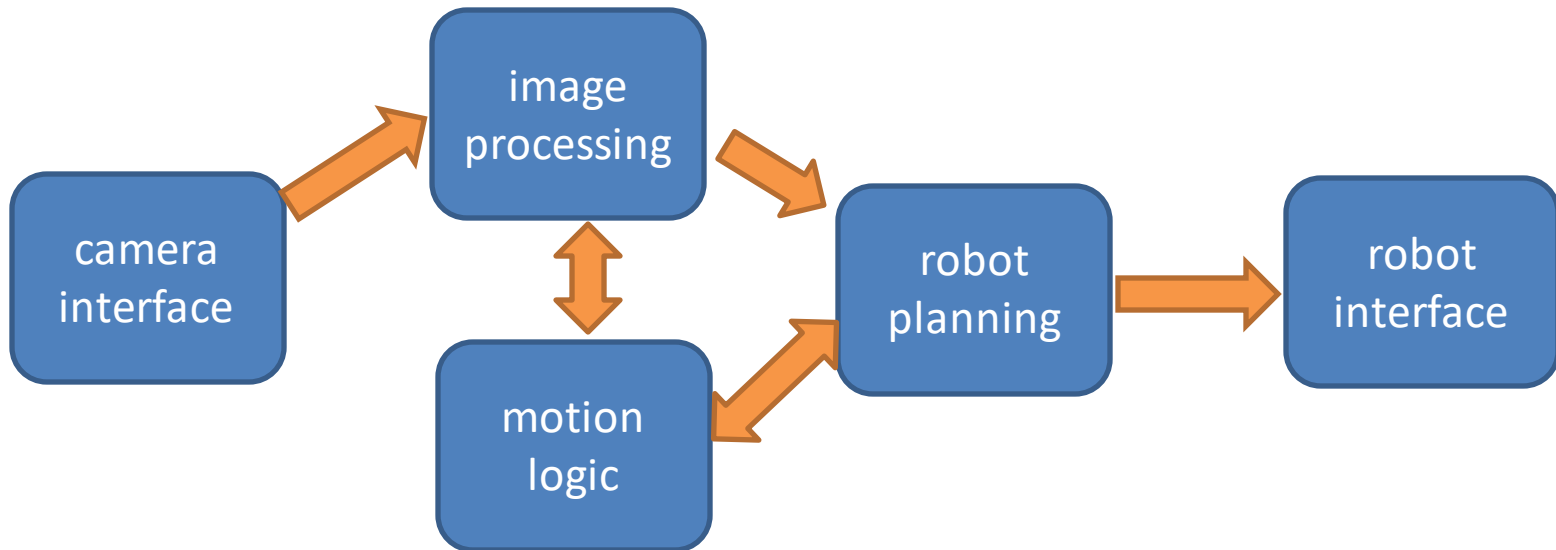 image
processing
camera
interface
robot
planning
robot
interface
motion
logic